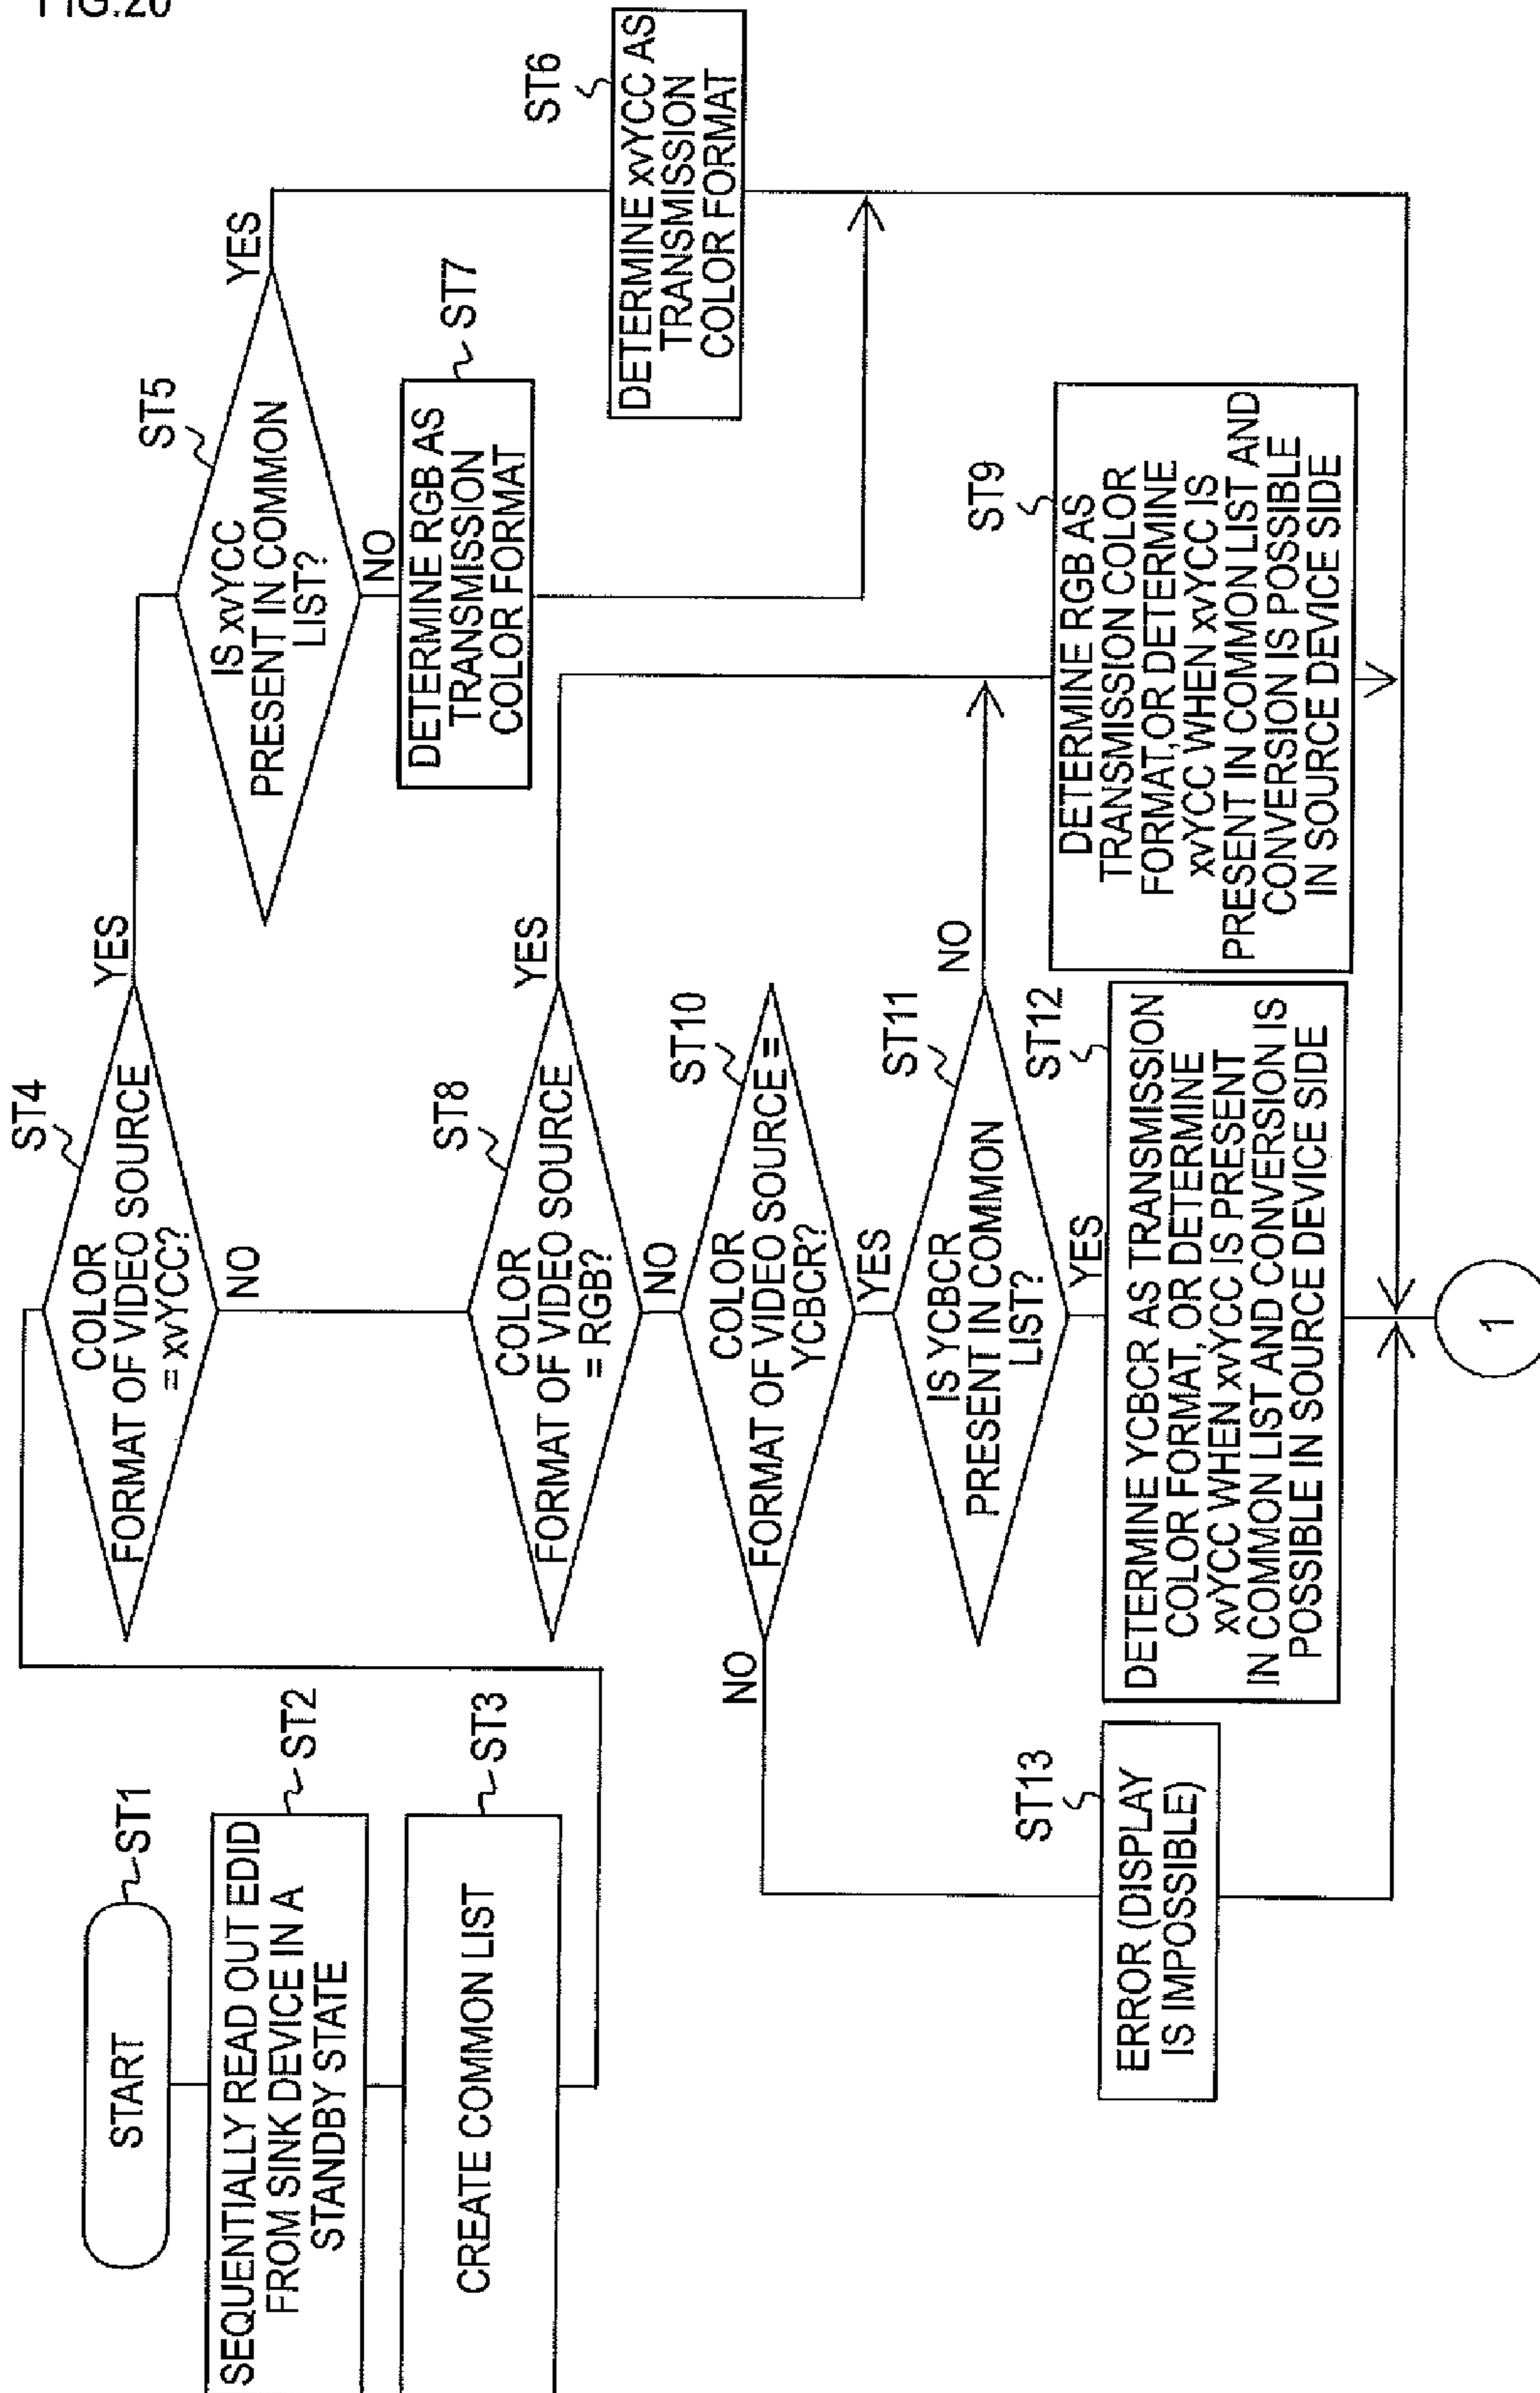 FIG.20
START
ST1
SEQUENTIALLY READ OUT EDID
FROM SINK DEVICE IN A
STANDBY STATE
ST2
CREATE COMMON LIST
ST3
ST4
COLOR
FORMAT OF VIDEO SOURCE
= xvYCC?
YES
NO
ST5
IS xvYCC
PRESENT IN COMMON
LIST?
YES
NO
ST6
DETERMINE xvYCC AS
TRANSMISSION
COLOR FORMAT
ST7
DETERMINE RGB AS
TRANSMISSION
COLOR FORMAT
ST8
COLOR
FORMAT OF VIDEO SOURCE
= RGB?
YES
NO
ST9
DETERMINE RGB AS
TRANSMISSION COLOR
FORMAT,OR DETERMINE
xvYCC WHEN xvYCC IS
PRESENT IN COMMON LIST AND
CONVERSION IS POSSIBLE
IN SOURCE DEVICE SIDE
ST10
COLOR
FORMAT OF VIDEO SOURCE =
YCBCR?
YES
NO
ST11
IS YCBCR
PRESENT IN COMMON
LIST?
NO
YES
ST12
DETERMINE YCBCR AS TRANSMISSION
COLOR FORMAT, OR DETERMINE
xvYCC WHEN xvYCC IS PRESENT
IN COMMON LIST AND CONVERSION IS
POSSIBLE IN SOURCE DEVICE SIDE
ST13
ERROR (DISPLAY
IS IMPOSSIBLE)
1